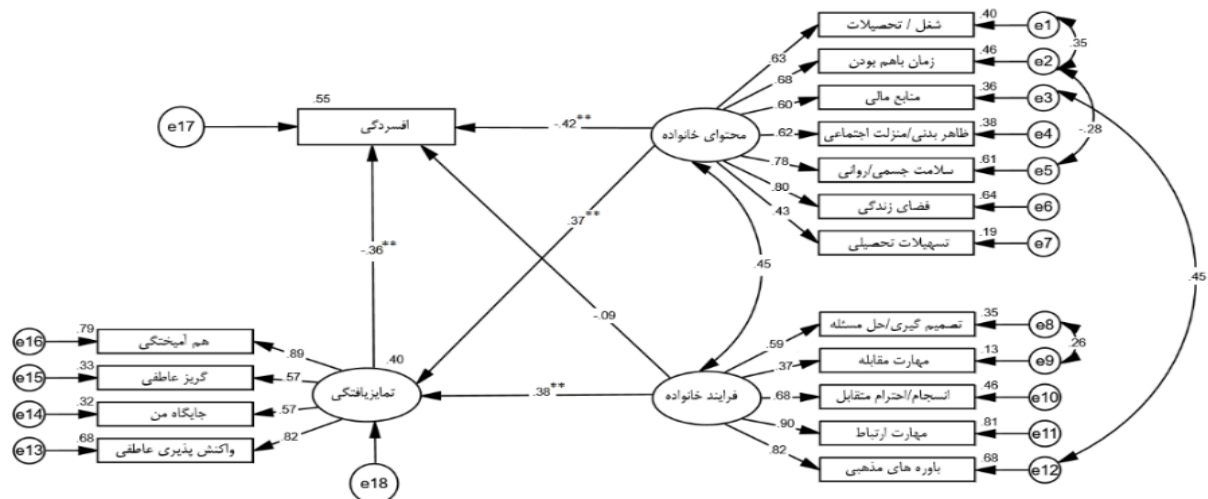 شغل / تحصیلات
.40
e1
.63
.35
زمان باهم بودن
.46
e2
.68
منابع مالی
.36
e3
.60
ظاهر بدنی/منزلت اجتماعی
.38
e4
.62
-.28
سلامت جسمی/روانی
.61
e5
.78
فضای زندگی
.64
e6
.80
تسهیلات تحصیلی
.19
e7
.43
محتوای خانواده
e17
.55
افسردگی
-.42**
.37**
-.36**
-.09
.45
.45
تصمیم گیری/حل مسئله
.35
e8
.59
.26
مهارت مقابله
.13
e9
.37
انسجام/احترام متقابل
.46
e10
.68
مهارت ارتباط
.81
e11
.90
باوره های مذهبی
.68
e12
.82
فرایند خانواده
.38**
.40
تمایزیافتگی
e16
.79
هم آمیختگی
.89
e15
.33
گریز عاطفی
.57
e14
.32
جایگاه من
.57
e13
.68
واکنش پذیری عاطفی
.82
e18